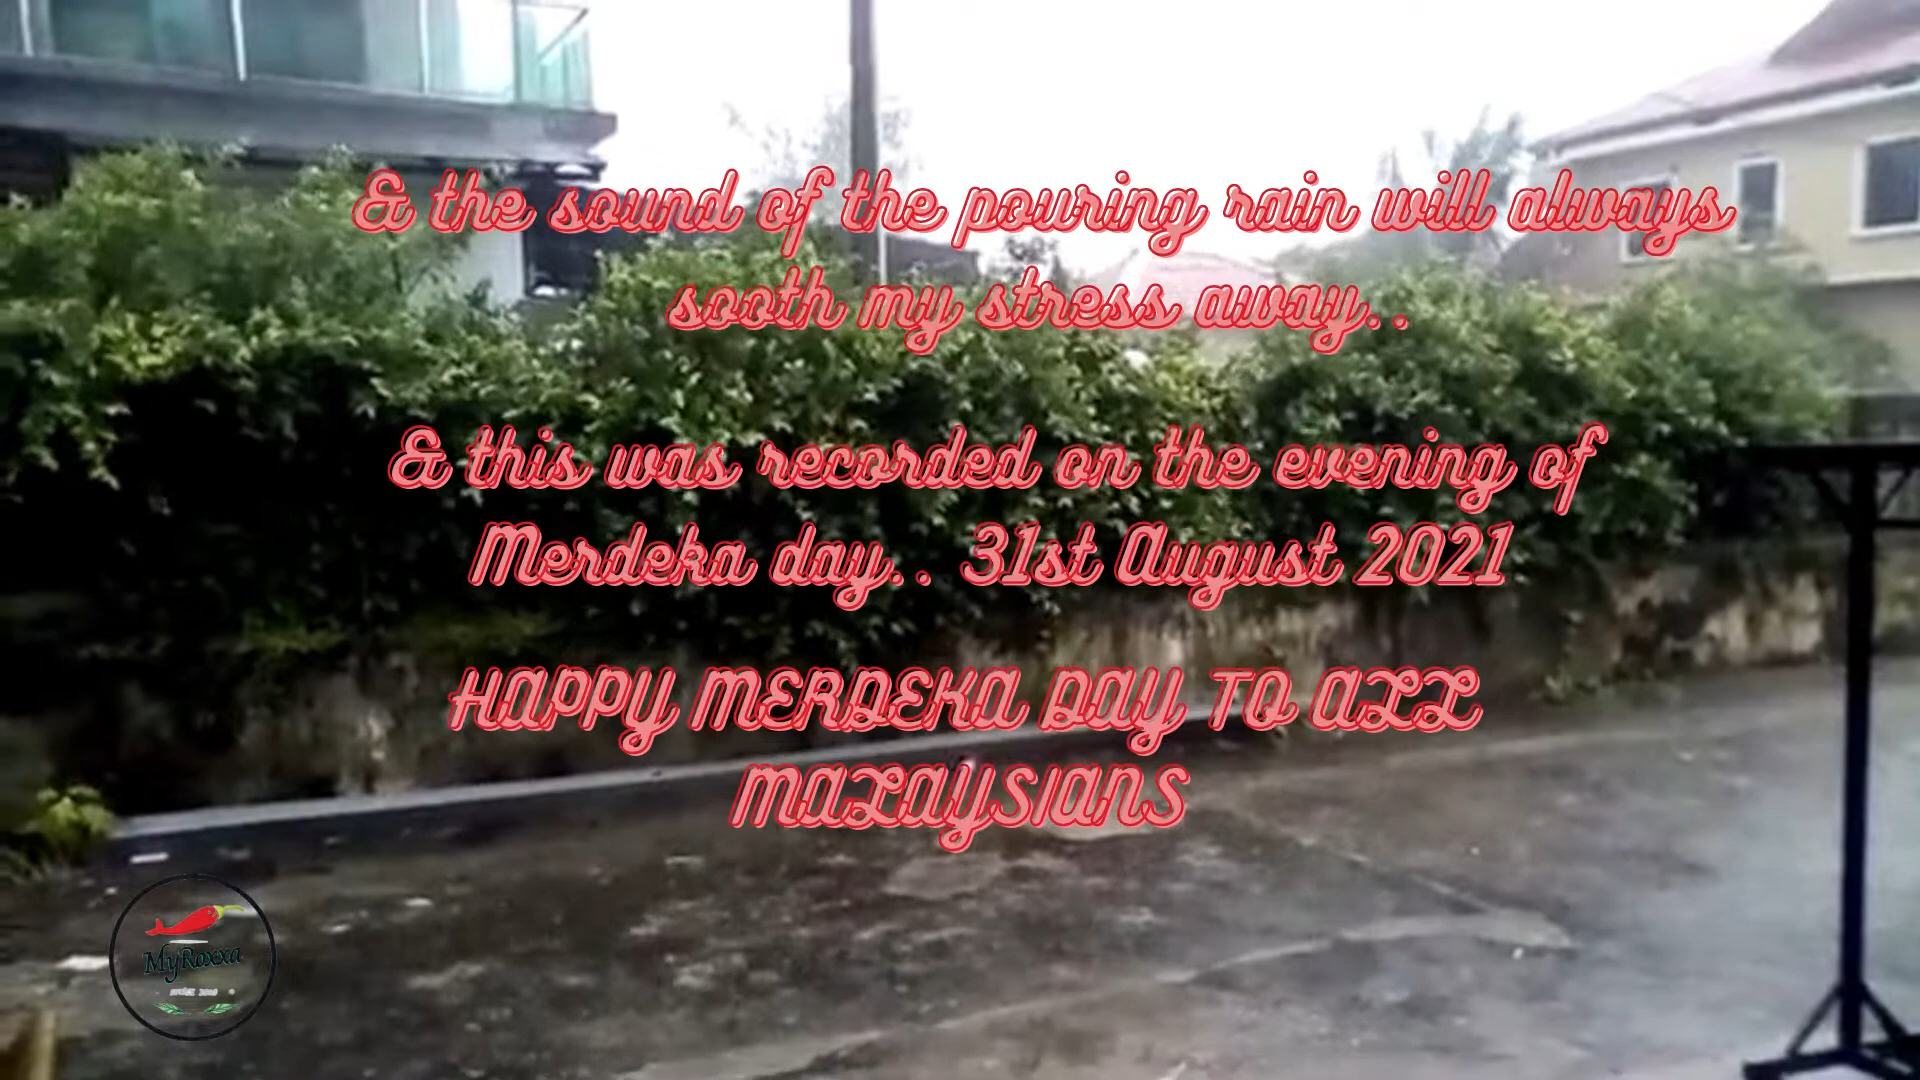 & the sound of the pouring rain will always
sooth my stress away..
& this was recorded on the evening of
Merdeka day.. 31st August 2021
HAPPY MERDEKA DAY TO ALL
MALAYSIANS
MyRoxxa